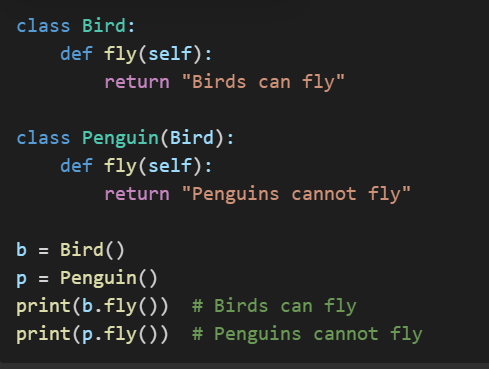 class Bird:
    def fly(self):
        return "Birds can fly"

class Penguin(Bird):
    def fly(self):
        return "Penguins cannot fly"

b = Bird()
p = Penguin()
print(b.fly())  # Birds can fly
print(p.fly())  # Penguins cannot fly